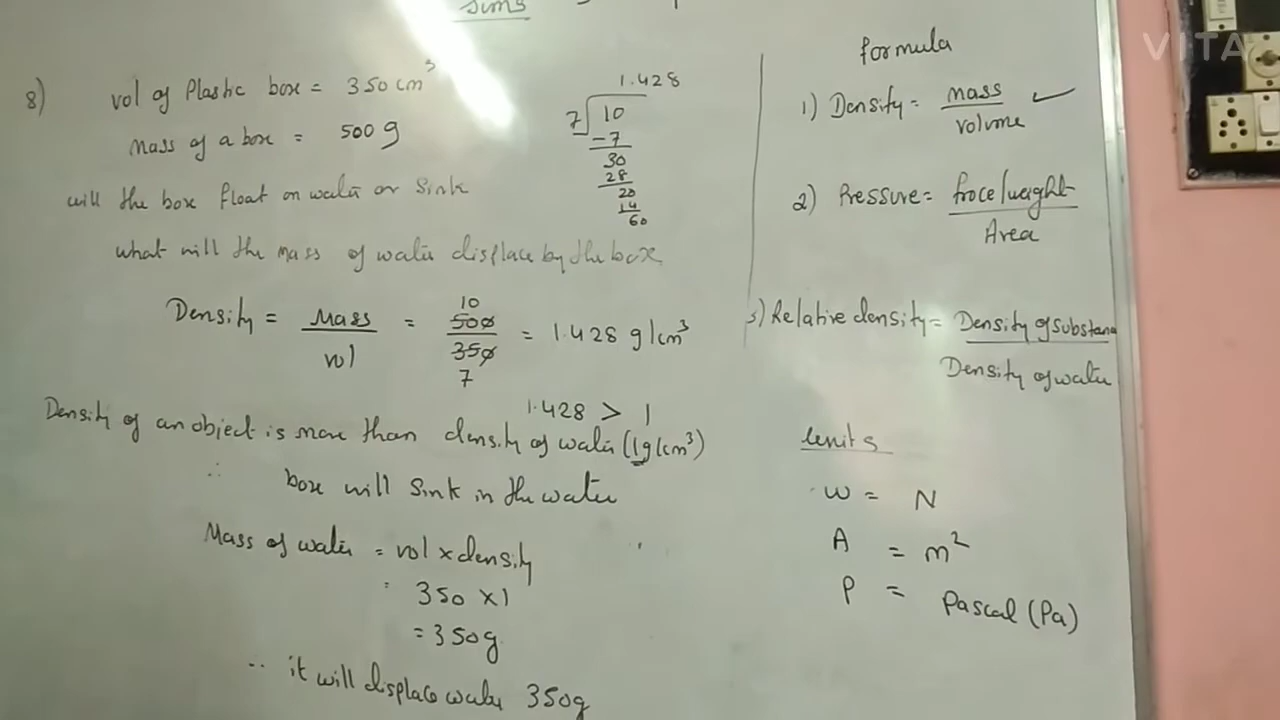 Sums
8) vol of Plastic box = 350 cm³
Mass of a box = 500 g
will the box float on water or sink
what will the mass of water displace by the box
1.428
7 10
-7
30
28
20
14
60
Density = Mass / vol = 500 / 350 = 1.428 g/cm³
10
7
1.428 > 1
Density of an object is more than density of water (1g/cm³)
∴ box will sink in the water
Mass of water = vol × density
= 350 × 1
= 350g
∴ it will displace water 350g
formula
1) Density = mass / volume ✓
2) Pressure = froce/weight / Area
3) Relative density = Density of substan / Density of water
units
w = N
A = m²
P = pascal (Pa)
VITA